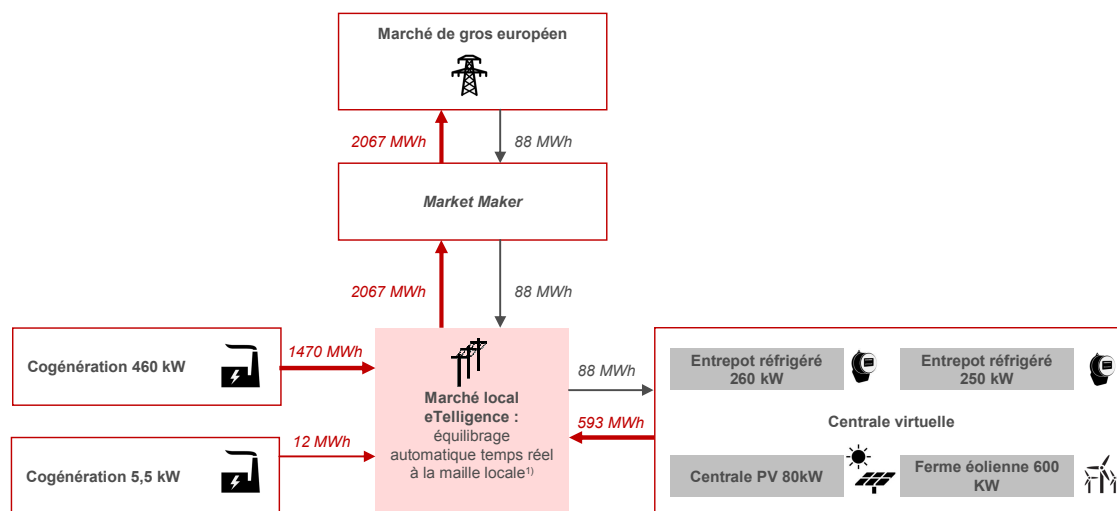 Marché de gros européen
2067 MWh
88 MWh
Market Maker
2067 MWh
88 MWh
Cogénération 460 kW
1470 MWh
Cogénération 5,5 kW
12 MWh
Marché local
eTelligence :
équilibrage
automatique temps réel
à la maille locale1)
88 MWh
593 MWh
Entrepot réfrigéré
260 kW
Entrepot réfrigéré
250 kW
Centrale virtuelle
Centrale PV 80kW
Ferme éolienne 600
KW